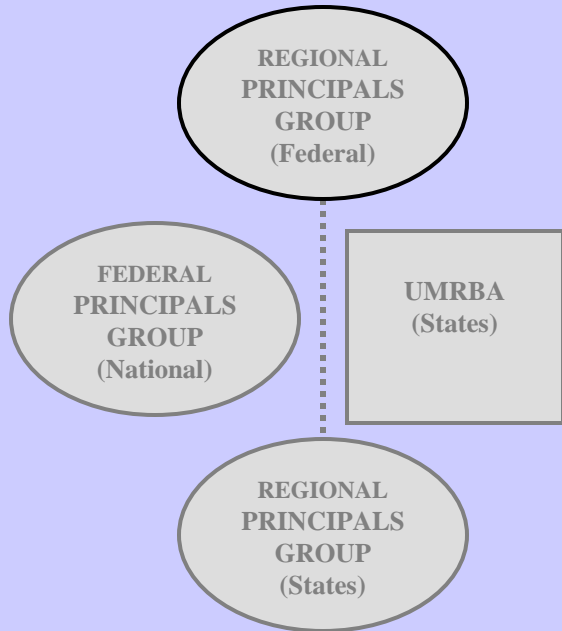 REGIONAL
PRINCIPALS
GROUP
(Federal)
FEDERAL
PRINCIPALS
GROUP
(National)
UMRBA
(States)
REGIONAL
PRINCIPALS
GROUP
(States)